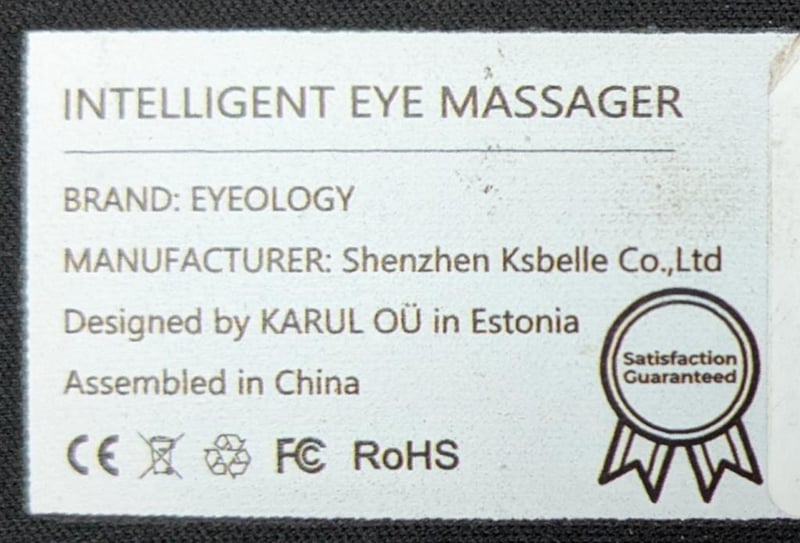 INTELLIGENT EYE MASSAGER
BRAND: EYEOLOGY
MANUFACTURER: Shenzhen Ksbelle Co.,Ltd
Designed by KARUL OÜ in Estonia
Satisfaction
Guaranteed
Assembled in China
CE FC RoHS